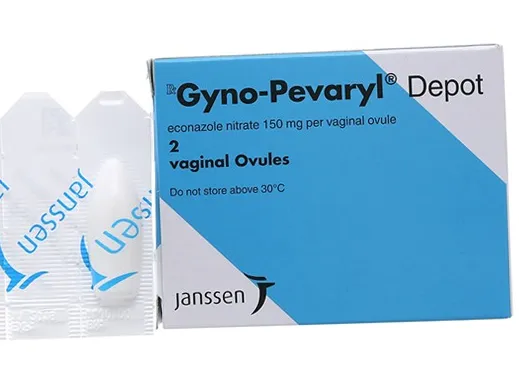 ℞ Gyno-Pevaryl® Depot
econazole nitrate 150 mg per vaginal ovule
2
vaginal Ovules
Do not store above 30°C
janssen
janssen
janssen